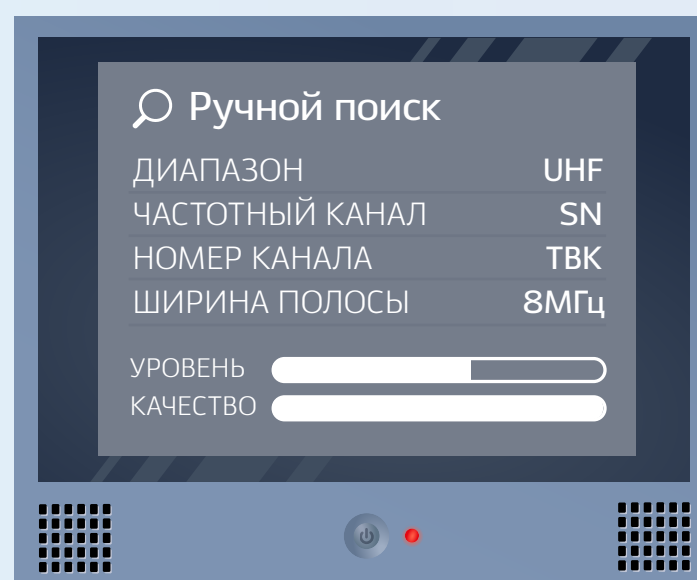 Ручной поиск
ДИАПАЗОН UHF
ЧАСТОТНЫЙ КАНАЛ SN
НОМЕР КАНАЛА ТВК
ШИРИНА ПОЛОСЫ 8МГц
УРОВЕНЬ
КАЧЕСТВО